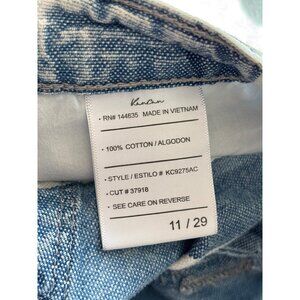 KanCan
• RN# 144635 MADE IN VIETNAM
• 100% COTTON / ALGODON
• STYLE / ESTILO # KC9275AC
• CUT # 37918
• SEE CARE ON REVERSE
11 / 29